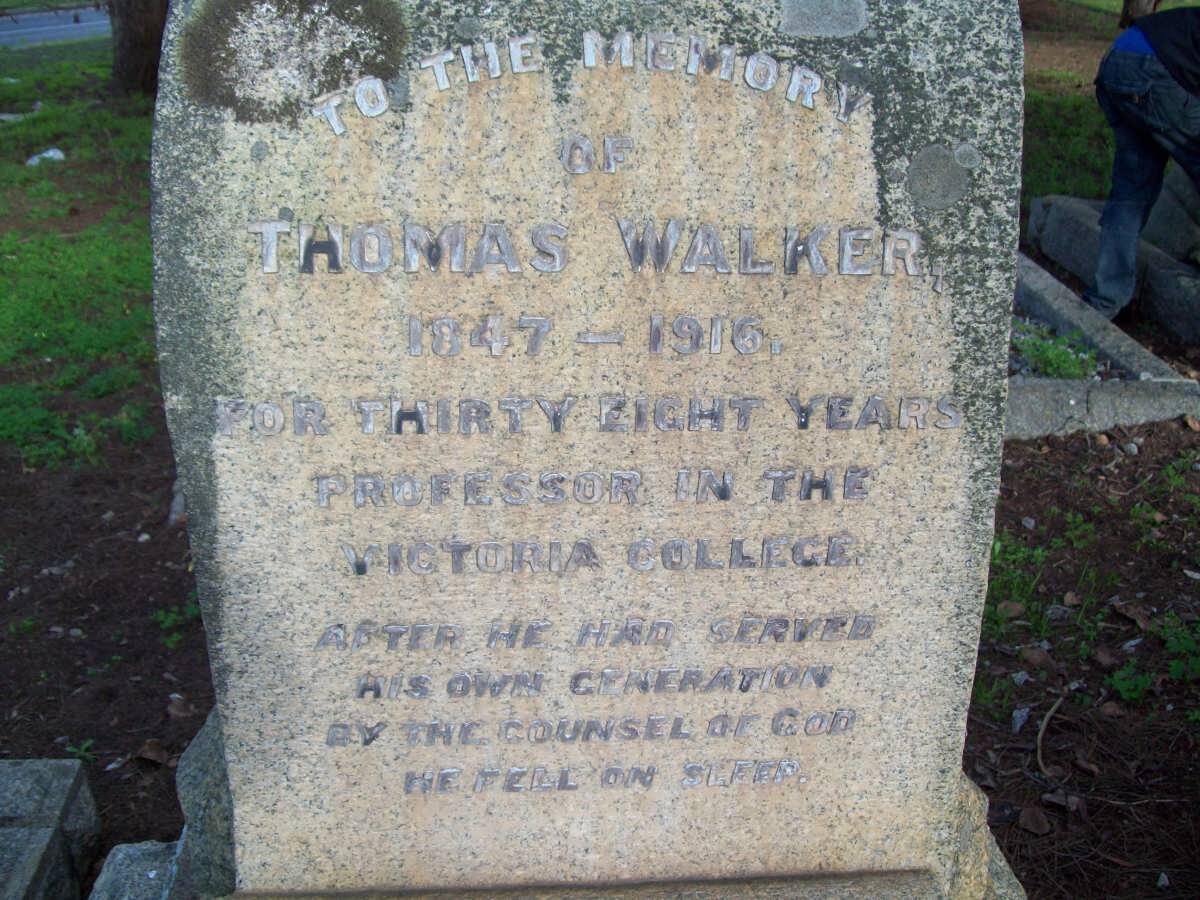 TO THE MEMORY
OF
THOMAS WALKER,
1847 — 1916.
FOR THIRTY EIGHT YEARS
PROFESSOR IN THE
VICTORIA COLLEGE.
AFTER HE HAD SERVED
HIS OWN GENERATION
BY THE COUNSEL OF GOD
HE FELL ON SLEEP.